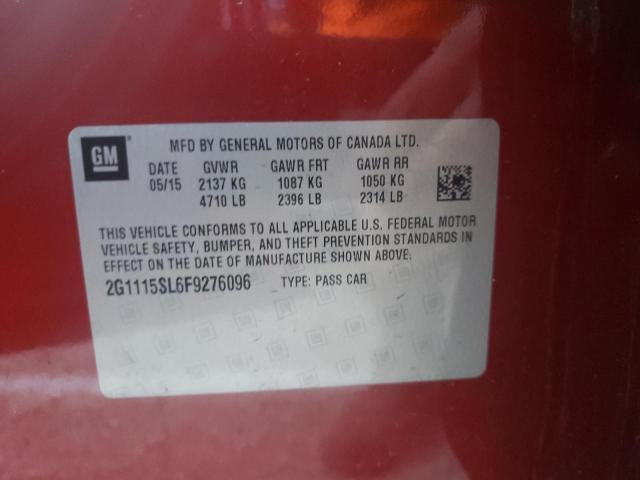 GM
MFD BY GENERAL MOTORS OF CANADA LTD.
DATE GVWR GAWR FRT GAWR RR
05/15 2137 KG 1087 KG 1050 KG
4710 LB 2396 LB 2314 LB
THIS VEHICLE CONFORMS TO ALL APPLICABLE U.S. FEDERAL MOTOR
VEHICLE SAFETY, BUMPER, AND THEFT PREVENTION STANDARDS IN
EFFECT ON THE DATE OF MANUFACTURE SHOWN ABOVE.
2G1115SL6F9276096 TYPE: PASS CAR